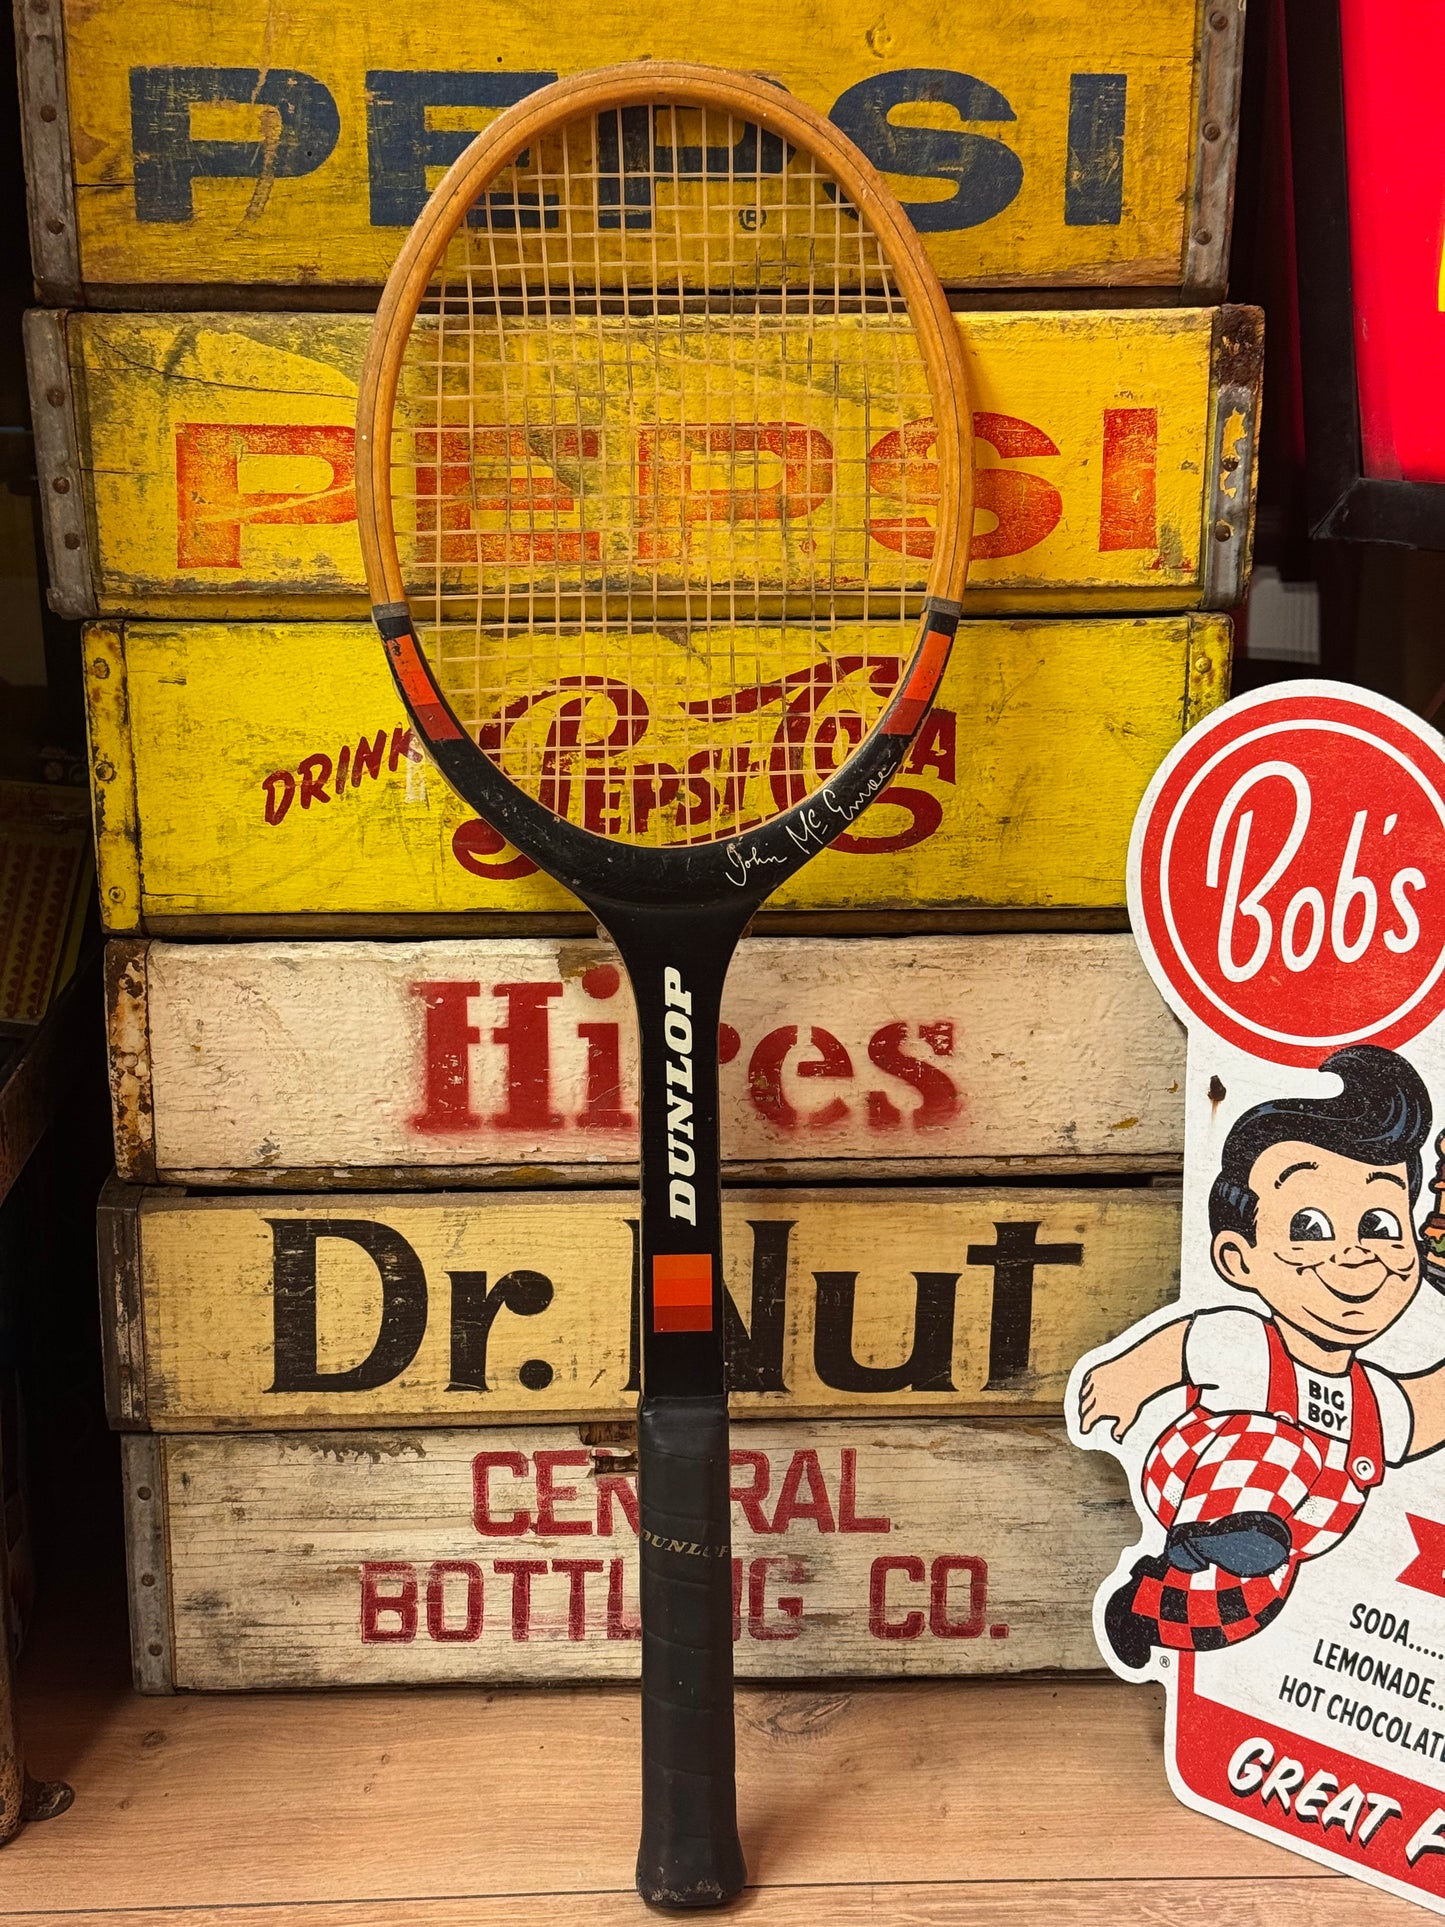 PEPSI
®
PEPSI
DRINK PEPSI-COLA
John McEnroe
Hires
DUNLOP
Dr. Nut
CENTRAL
DUNLOP
BOTTLING CO.
Bob's
BIG
BOY
®
SODA......
LEMONADE..
HOT CHOCOLAT
GREAT F